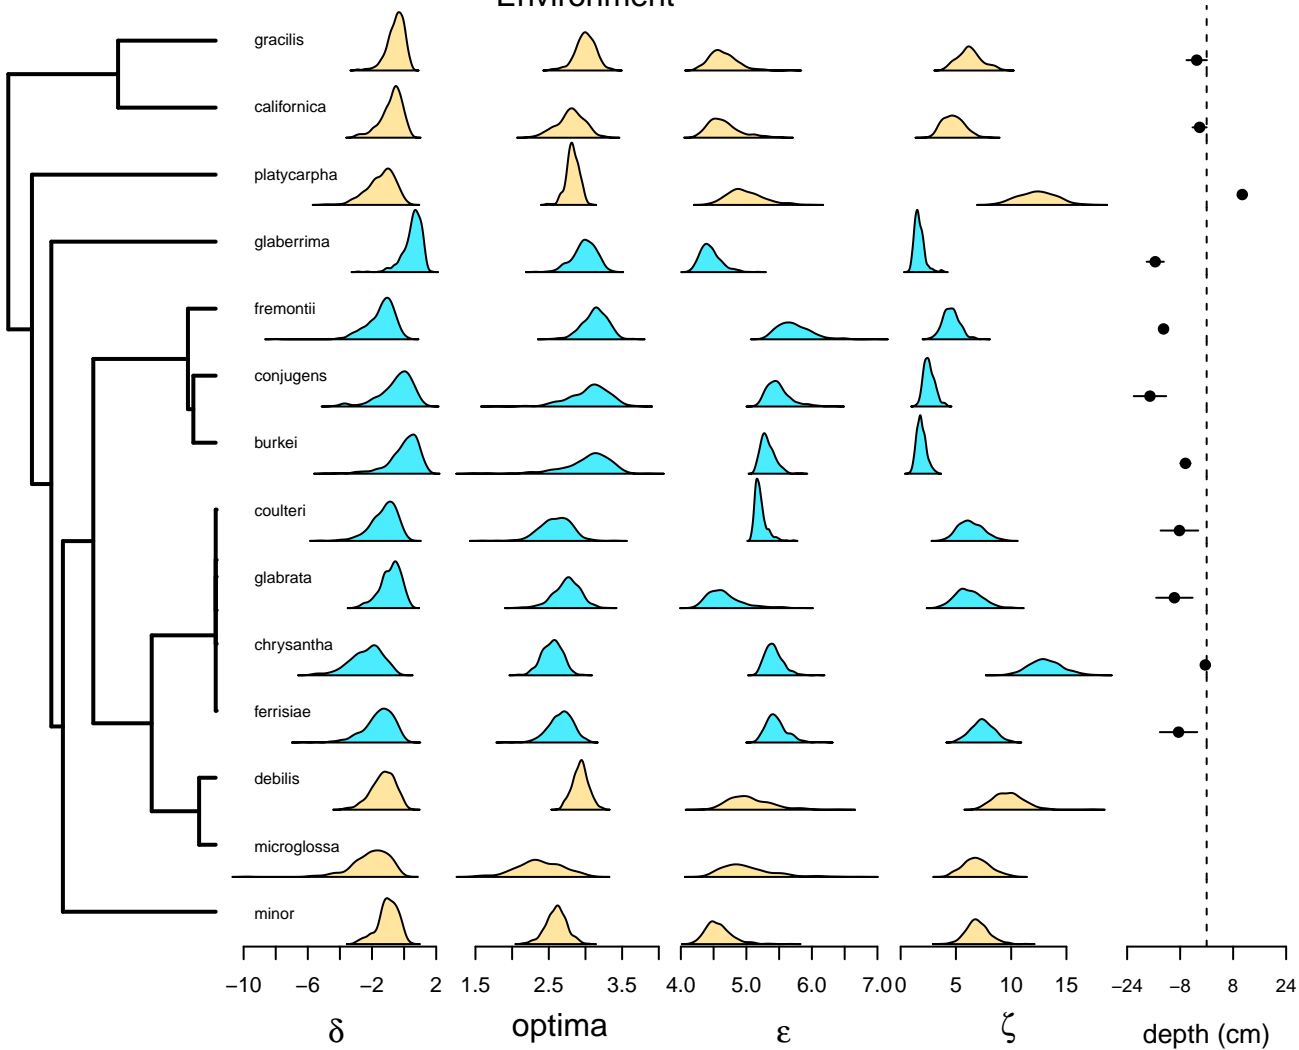 Environment
gracilis
californica
platycarpha
glaberrima
fremontii
conjugens
burkei
coulteri
glabrata
chrysantha
ferrisiae
debilis
microglossa
minor
−10 −6 −2 2 1.5 2.5 3.5 4.0 5.0 6.0 7.0 0 5 10 15 −24 −8 8 24
δ optima ε ζ depth (cm)